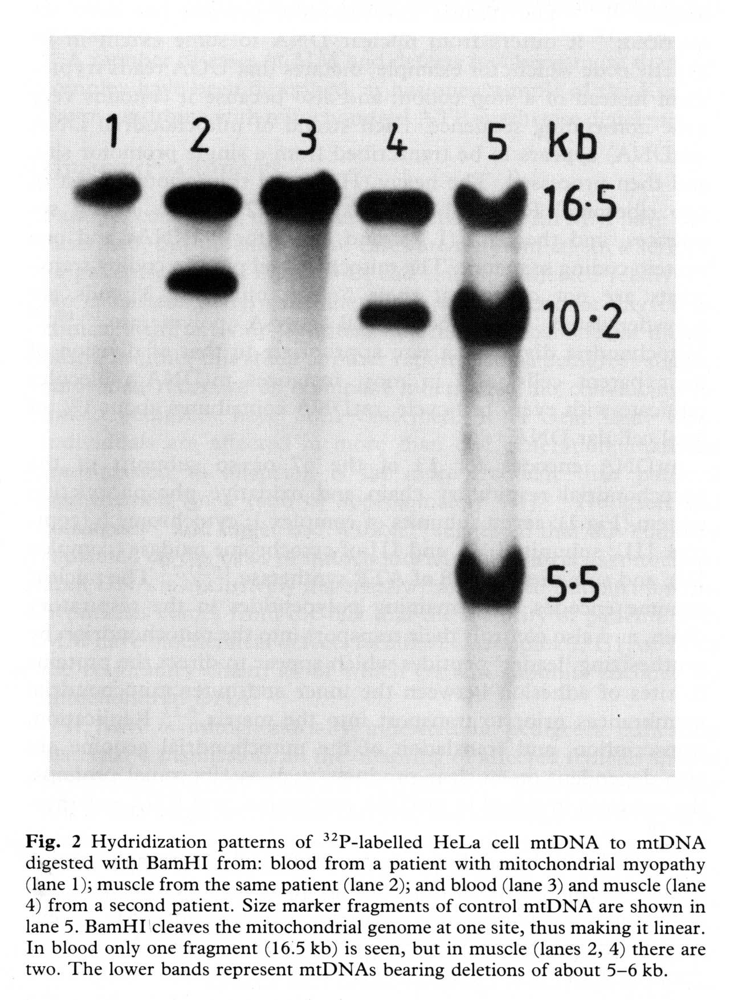 1 2 3 4 5 kb
16·5
10·2
5·5
Fig. 2 Hydridization patterns of ³²P-labelled HeLa cell mtDNA to mtDNA
digested with BamHI from: blood from a patient with mitochondrial myopathy
(lane 1); muscle from the same patient (lane 2); and blood (lane 3) and muscle (lane
4) from a second patient. Size marker fragments of control mtDNA are shown in
lane 5. BamHI cleaves the mitochondrial genome at one site, thus making it linear.
In blood only one fragment (16.5 kb) is seen, but in muscle (lanes 2, 4) there are
two. The lower bands represent mtDNAs bearing deletions of about 5–6 kb.